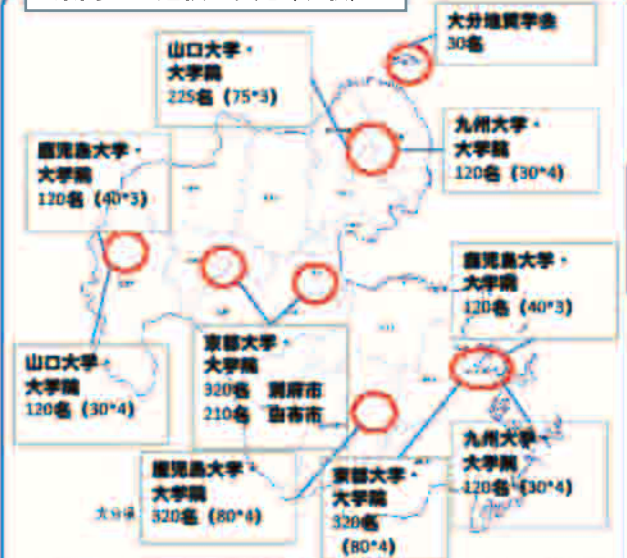 大分地質学会
30名
山口大学・
大学院
225名（75*3）
九州大学・
大学院
120名（30*4）
鹿児島大学・
大学院
120名（40*3）
鹿児島大学・
大学院
120名（40*3）
京都大学・
大学院
320名　別府市
210名　由布市
山口大学・
大学院
120名（30*4）
九州大学・
大学院
120名（30*4）
鹿児島大学・
大学院
320名（80*4）
京都大学・
大学院
320名
（80*4）
大分県